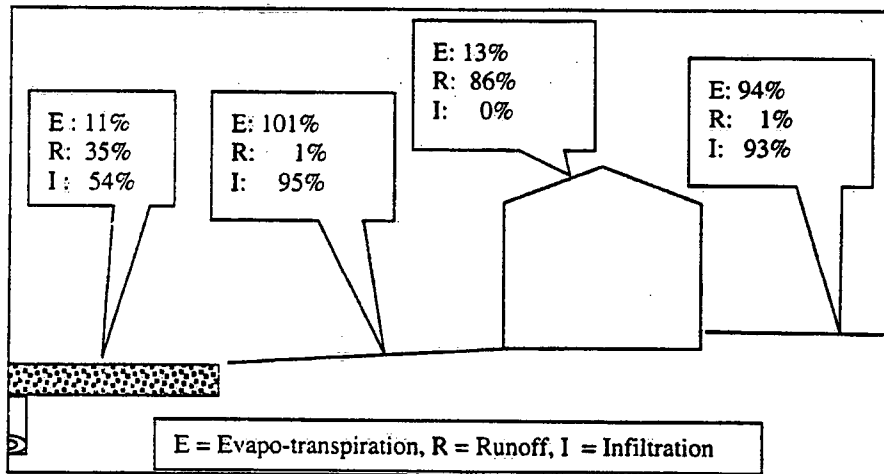 E : 11%
R: 35%
I : 54%
E: 101%
R: 1%
I: 95%
E: 13%
R: 86%
I: 0%
E: 94%
R: 1%
I: 93%
E = Evapo-transpiration, R = Runoff, I = Infiltration